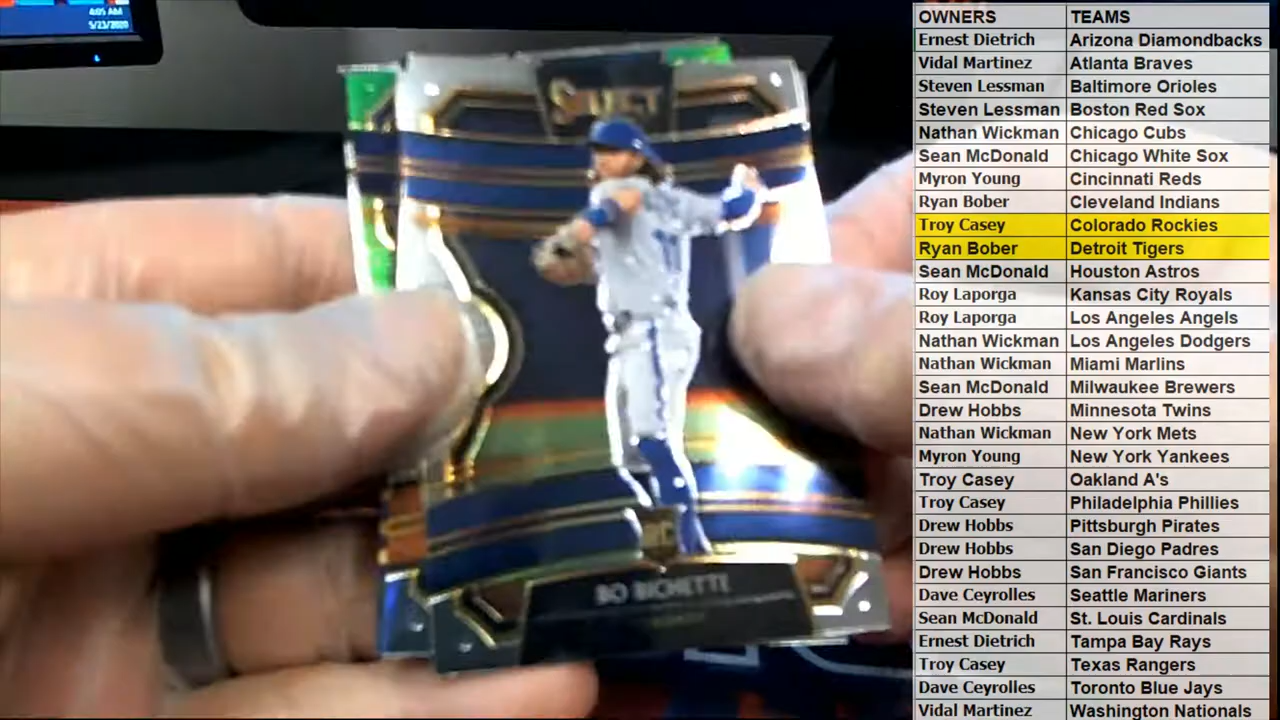 4:05 AM
5/23/2020
SELECT
11
RC
BO BICHETTE
OWNERS TEAMS
Ernest Dietrich Arizona Diamondbacks
Vidal Martinez Atlanta Braves
Steven Lessman Baltimore Orioles
Steven Lessman Boston Red Sox
Nathan Wickman Chicago Cubs
Sean McDonald Chicago White Sox
Myron Young Cincinnati Reds
Ryan Bober Cleveland Indians
Troy Casey Colorado Rockies
Ryan Bober Detroit Tigers
Sean McDonald Houston Astros
Roy Laporga Kansas City Royals
Roy Laporga Los Angeles Angels
Nathan Wickman Los Angeles Dodgers
Nathan Wickman Miami Marlins
Sean McDonald Milwaukee Brewers
Drew Hobbs Minnesota Twins
Nathan Wickman New York Mets
Myron Young New York Yankees
Troy Casey Oakland A's
Troy Casey Philadelphia Phillies
Drew Hobbs Pittsburgh Pirates
Drew Hobbs San Diego Padres
Drew Hobbs San Francisco Giants
Dave Ceyrolles Seattle Mariners
Sean McDonald St. Louis Cardinals
Ernest Dietrich Tampa Bay Rays
Troy Casey Texas Rangers
Dave Ceyrolles Toronto Blue Jays
Vidal Martinez Washington Nationals